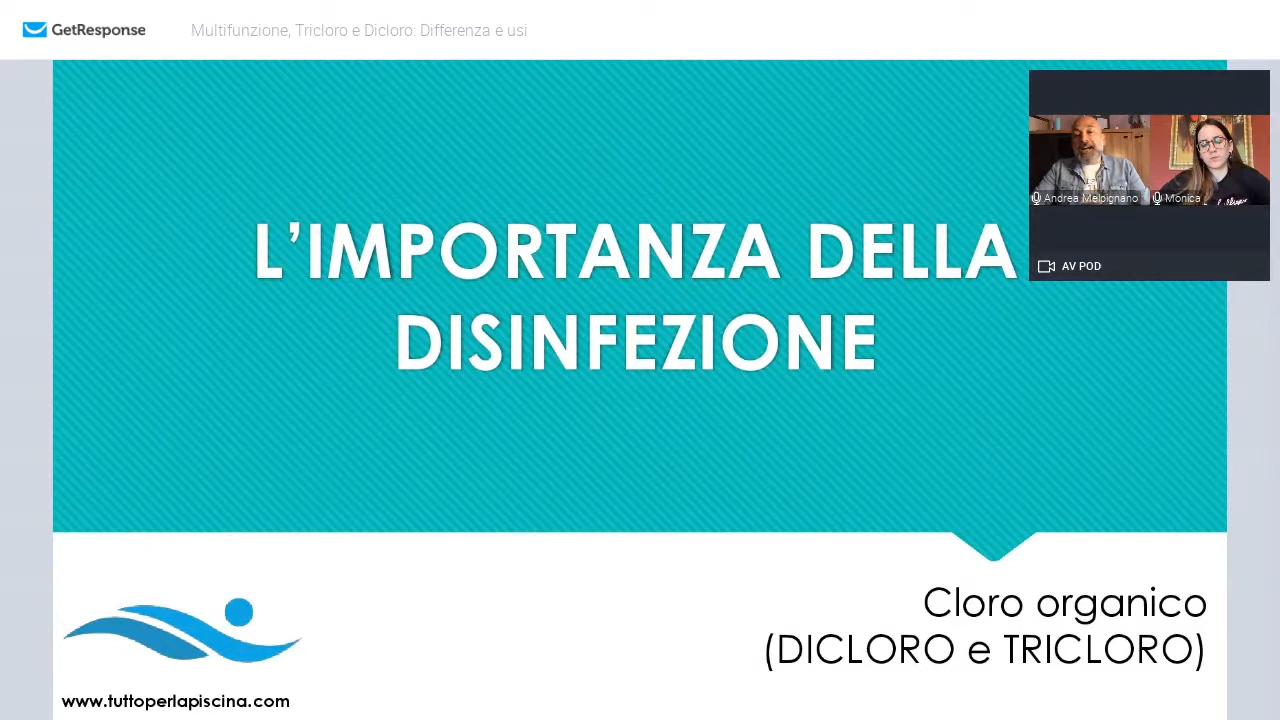 GetResponse
Multifunzione, Tricloro e Dicloro: Differenza e usi
L’IMPORTANZA DELLA
DISINFEZIONE
Andrea Melpignano
Monica
AV POD
Cloro organico
(DICLORO e TRICLORO)
www.tuttoperlapiscina.com